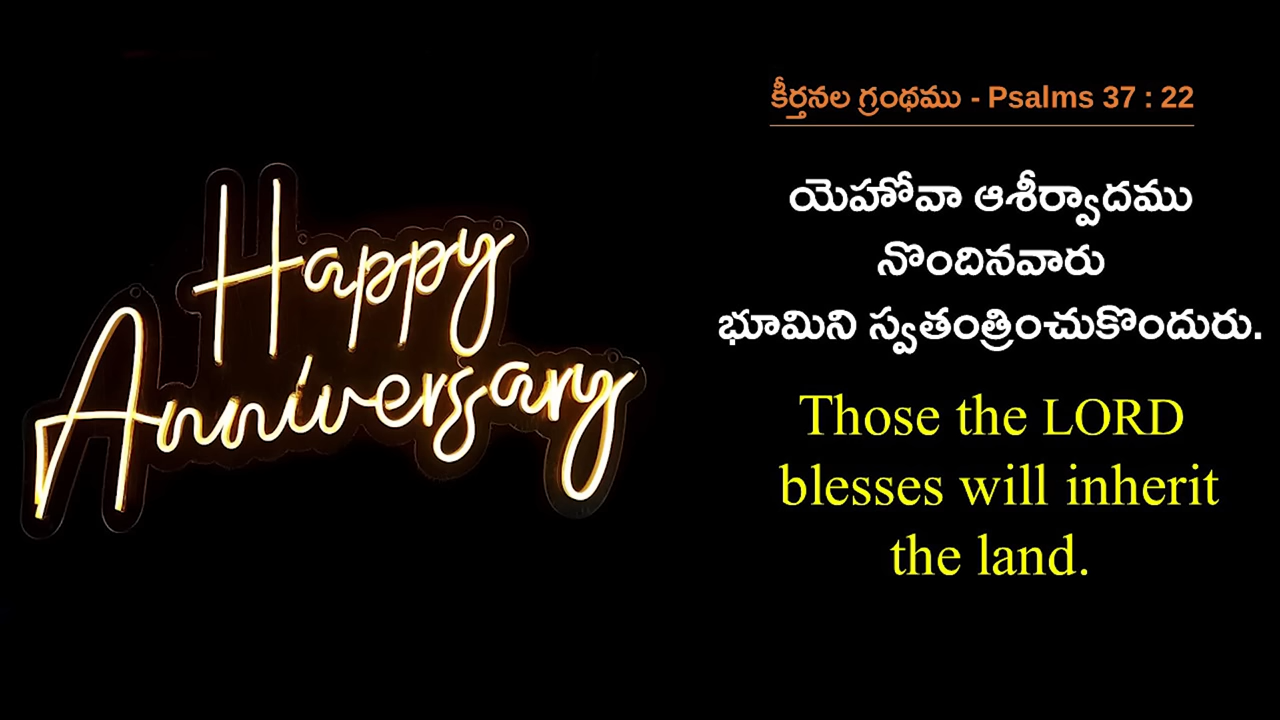 Happy
Anniversary
కీర్తనల గ్రంథము - Psalms 37 : 22
యెహోవా ఆశీర్వాదము
నొందినవారు
భూమిని స్వతంత్రించుకొందురు.
Those the LORD
blesses will inherit
the land.